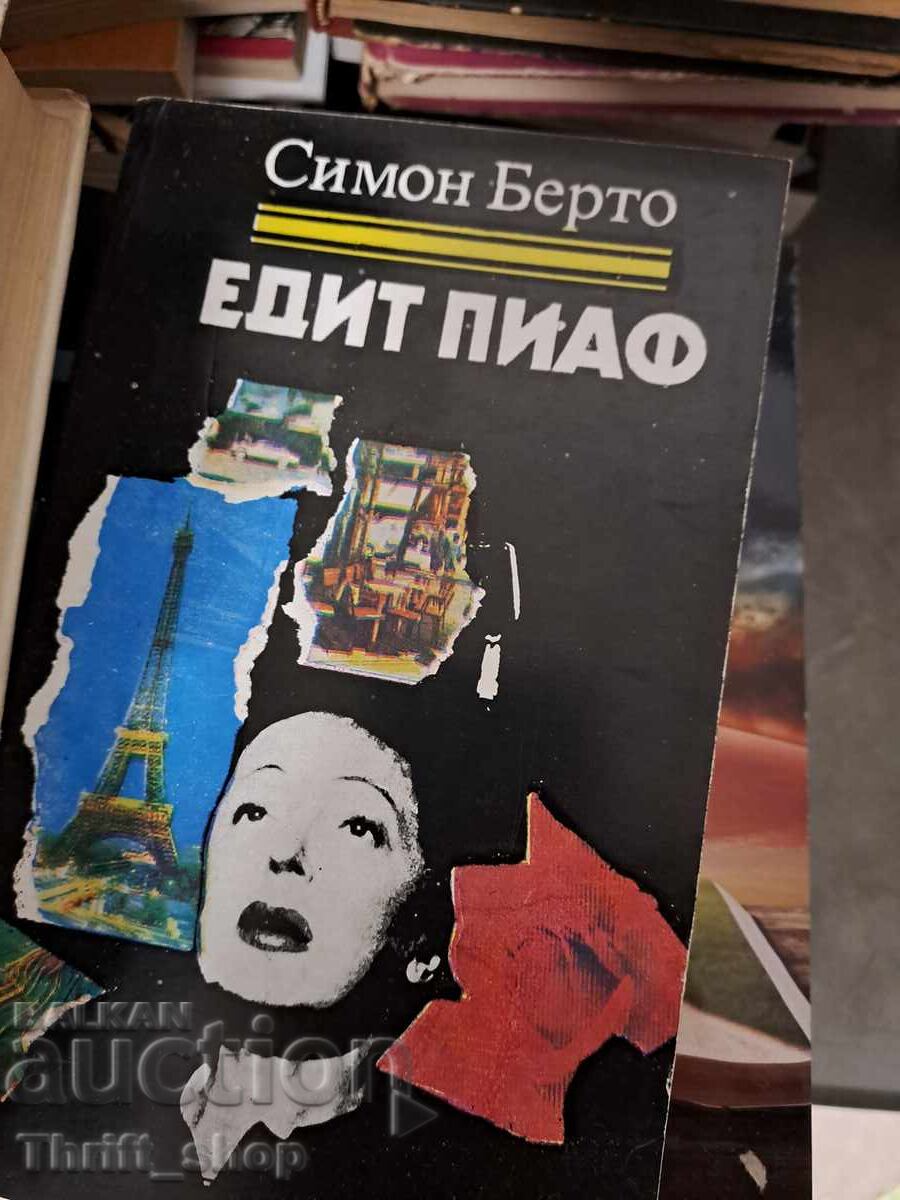 Симон Берто
ЕДИТ ПИАФ
BALKAN
auction
Thrift_shop